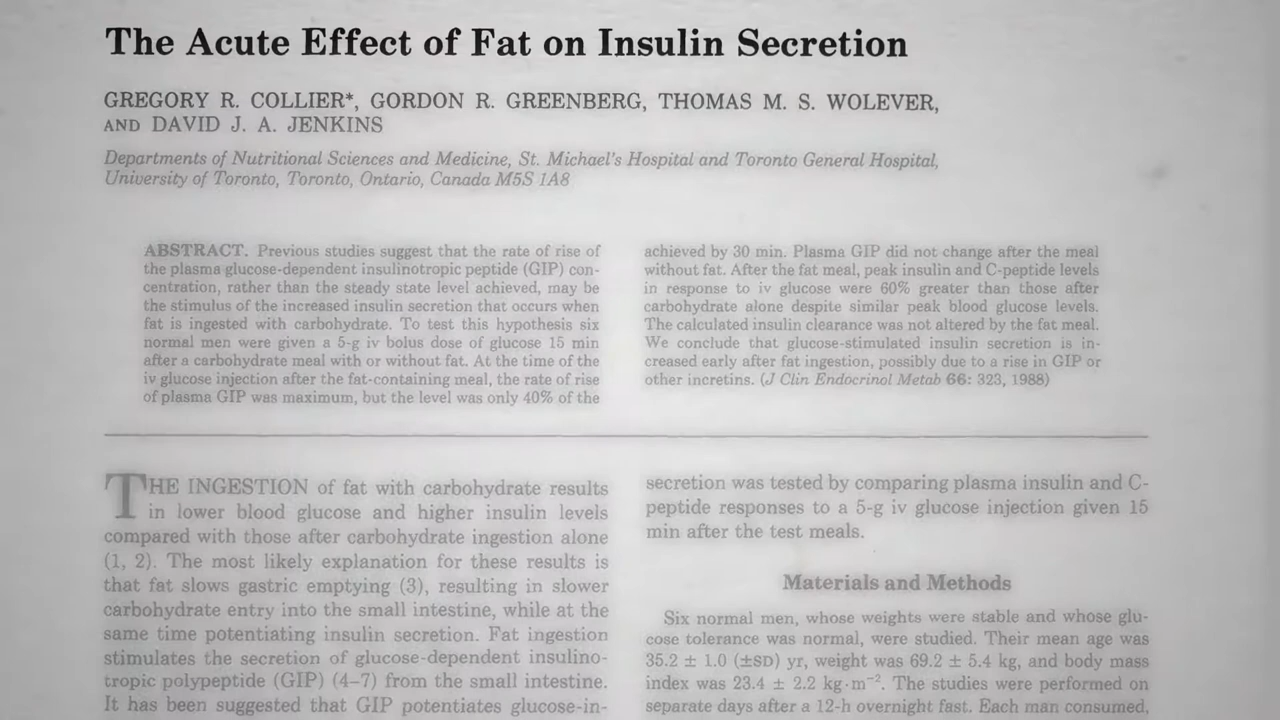 The Acute Effect of Fat on Insulin Secretion
GREGORY R. COLLIER*, GORDON R. GREENBERG, THOMAS M. S. WOLEVER,
AND DAVID J. A. JENKINS
Departments of Nutritional Sciences and Medicine, St. Michael's Hospital and Toronto General Hospital,
University of Toronto, Toronto, Ontario, Canada M5S 1A8
ABSTRACT. Previous studies suggest that the rate of rise of
the plasma glucose-dependent insulinotropic peptide (GIP) con-
centration, rather than the steady state level achieved, may be
the stimulus of the increased insulin secretion that occurs when
fat is ingested with carbohydrate. To test this hypothesis six
normal men were given a 5-g iv bolus dose of glucose 15 min
after a carbohydrate meal with or without fat. At the time of the
iv glucose injection after the fat-containing meal, the rate of rise
of plasma GIP was maximum, but the level was only 40% of the
achieved by 30 min. Plasma GIP did not change after the meal
without fat. After the fat meal, peak insulin and C-peptide levels
in response to iv glucose were 60% greater than those after
carbohydrate alone despite similar peak blood glucose levels.
The calculated insulin clearance was not altered by the fat meal.
We conclude that glucose-stimulated insulin secretion is in-
creased early after fat ingestion, possibly due to a rise in GIP or
other incretins. (J Clin Endocrinol Metab 66: 323, 1988)
THE INGESTION of fat with carbohydrate results
in lower blood glucose and higher insulin levels
compared with those after carbohydrate ingestion alone
(1, 2). The most likely explanation for these results is
that fat slows gastric emptying (3), resulting in slower
carbohydrate entry into the small intestine, while at the
same time potentiating insulin secretion. Fat ingestion
stimulates the secretion of glucose-dependent insulino-
tropic polypeptide (GIP) (4–7) from the small intestine.
It has been suggested that GIP potentiates glucose-in-
secretion was tested by comparing plasma insulin and C-
peptide responses to a 5-g iv glucose injection given 15
min after the test meals.
Materials and Methods
Six normal men, whose weights were stable and whose glu-
cose tolerance was normal, were studied. Their mean age was
35.2 ± 1.0 (±SD) yr, weight was 69.2 ± 5.4 kg, and body mass
index was 23.4 ± 2.2 kg·m⁻². The studies were performed on
separate days after a 12-h overnight fast. Each man consumed,